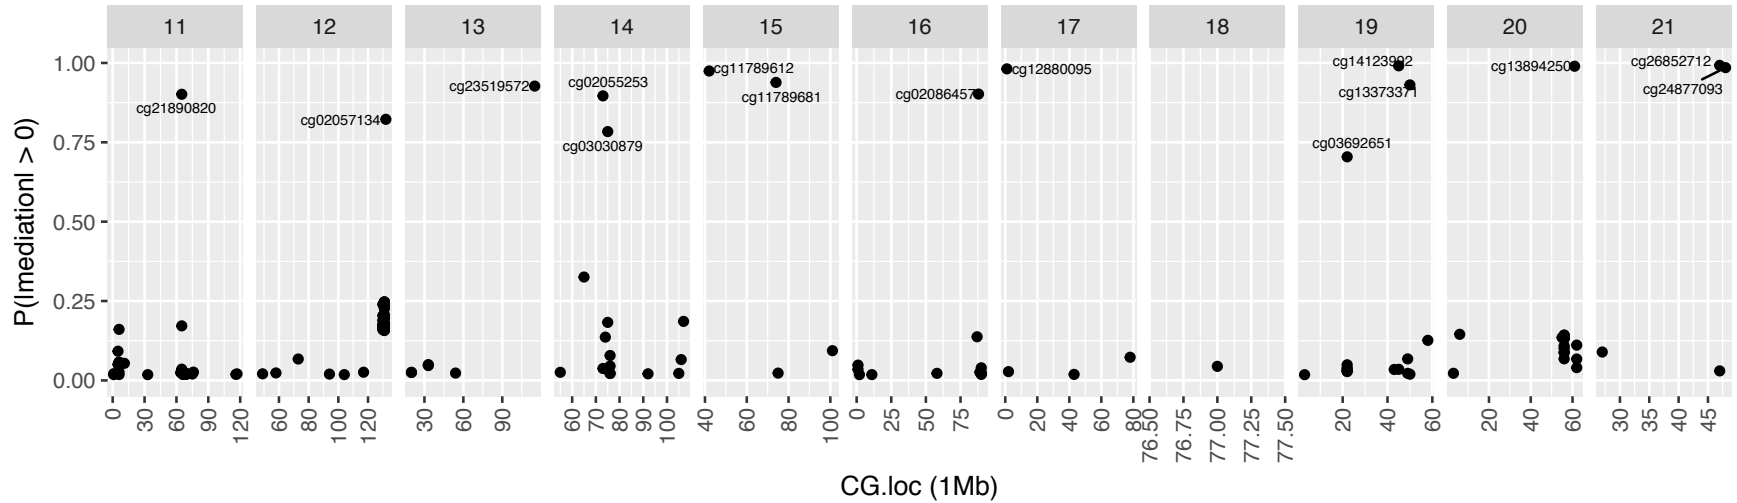 11 12 13 14 15 16 17 18 19 20 21
P(|mediation| > 0)
1.00
0.75
0.50
0.25
0.00
cg21890820
cg02057134
cg23519572
cg02055253
cg03030879
cg11789612
cg11789681
cg02086457
cg12880095
cg14123992
cg13373371
cg03692651
cg13894250
cg26852712
cg24877093
0 30 60 90 120
60 80 100 120
30 60 90
60 70 80 90 100
40 60 80 100
0 25 50 75
0 20 40 60 80
76.50 76.75 77.00 77.25 77.50
20 40 60
20 40 60
30 35 40 45
CG.loc (1Mb)